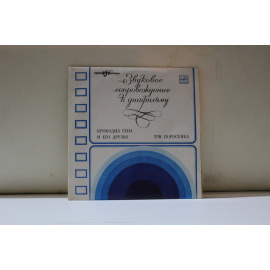 Звуковое
сопровождение
к диафильму
КРОКОДИЛ ГЕНА
И ЕГО ДРУЗЬЯ
ТРИ ПОРОСЕНКА